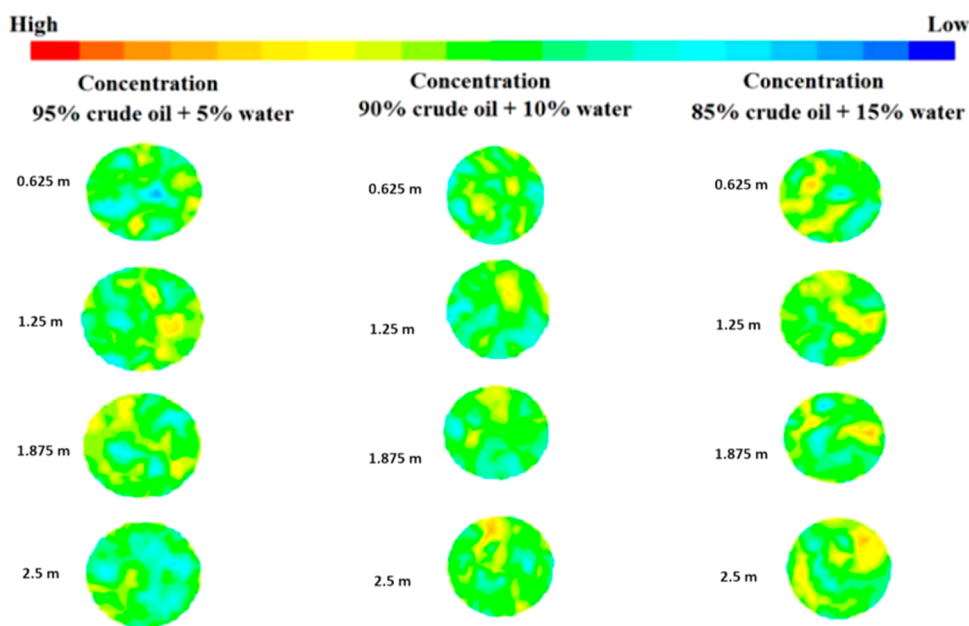 High
Low
Concentration
95% crude oil + 5% water
Concentration
90% crude oil + 10% water
Concentration
85% crude oil + 15% water
0.625 m
0.625 m
0.625 m
1.25 m
1.25 m
1.25 m
1.875 m
1.875 m
1.875 m
2.5 m
2.5 m
2.5 m